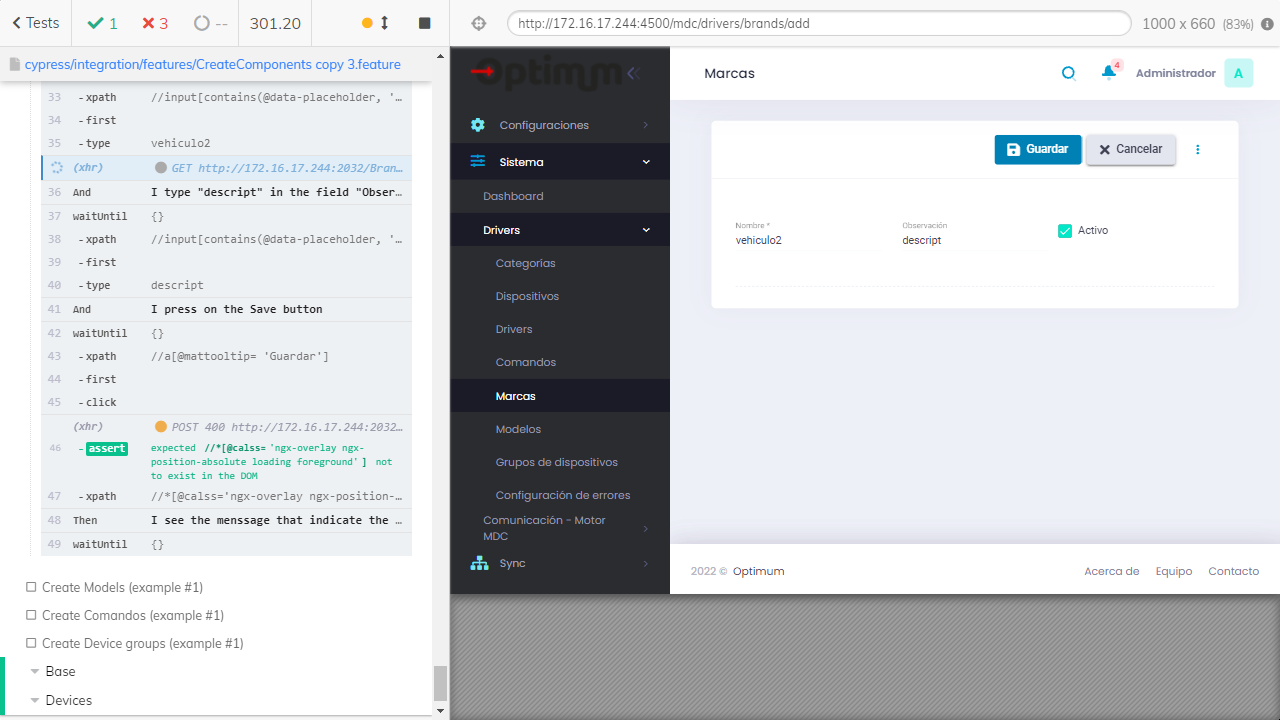 Tests
1
3
--
301.20
http://172.16.17.244:4500/mdc/drivers/brands/add
1000 x 660 (83%)
cypress/integration/features/CreateComponents copy 3.feature
33 - xpath //input[contains(@data-placeholder, '…
34 - first
35 - type vehiculo2
(xhr) GET http://172.16.17.244:2032/Bran…
36 And I type "descript" in the field "Obser…
37 waitUntil {}
38 - xpath //input[contains(@data-placeholder, '…
39 - first
40 - type descript
41 And I press on the Save button
42 waitUntil {}
43 - xpath //a[@mattooltip= 'Guardar']
44 - first
45 - click
(xhr) POST 400 http://172.16.17.244:2032…
46 - assert expected //*[@calss= 'ngx-overlay ngx-
position-absolute loading foreground' ] not
to exist in the DOM
47 - xpath //*[@calss='ngx-overlay ngx-position-…
48 Then I see the menssage that indicate the …
49 waitUntil {}
Create Models (example #1)
Create Comandos (example #1)
Create Device groups (example #1)
Base
Devices
Optimum
Configuraciones
Sistema
Dashboard
Drivers
Categorias
Dispositivos
Drivers
Comandos
Marcas
Modelos
Grupos de dispositivos
Configuración de errores
Comunicación - Motor
MDC
Sync
Marcas
4
Administrador
A
Guardar
Cancelar
Nombre *
vehiculo2
Observación
descript
Activo
2022 © Optimum
Acerca de
Equipo
Contacto